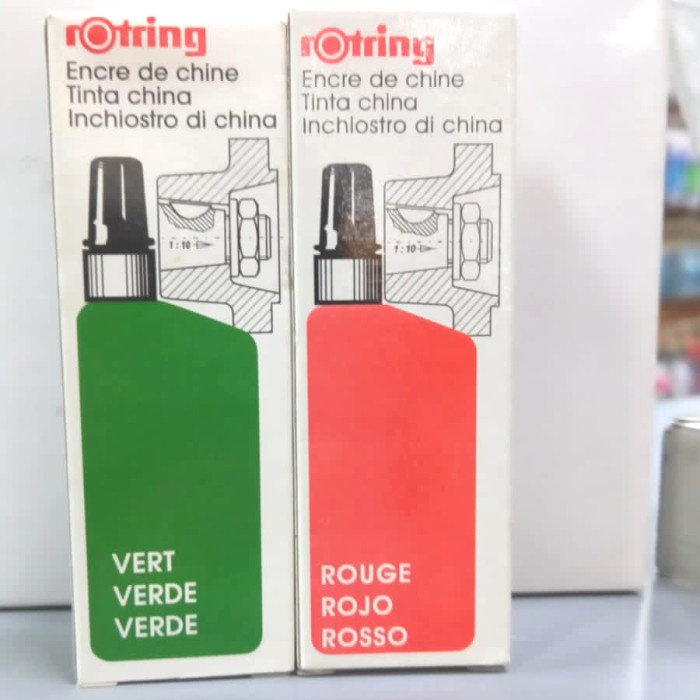 rotring
Encre de chine
Tinta china
Inchiostro di china
1:10
VERT
VERDE
VERDE
rotring
Encre de chine
Tinta china
Inchiostro di china
1:10
ROUGE
ROJO
ROSSO